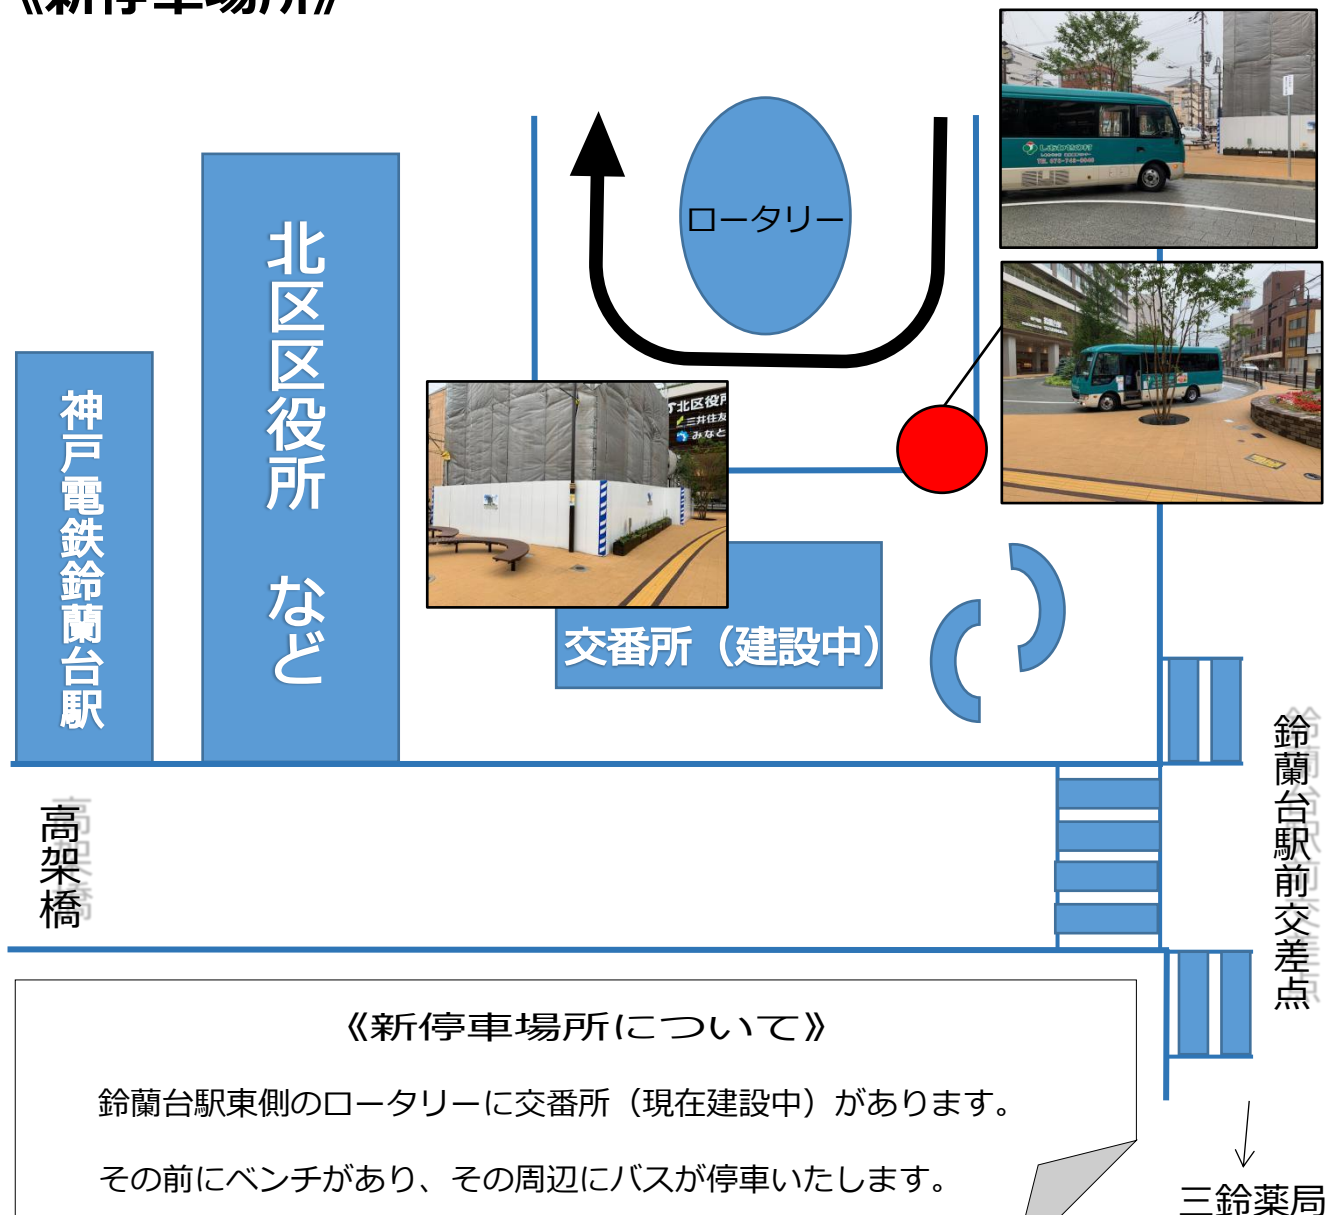 《新停車場所》
ロータリー
北区区役所 など
神戸電鉄鈴蘭台駅
しあわせの村
北区役所
三井住友
みなと
交番所（建設中）
鈴蘭台駅前交差点
高架橋
《新停車場所について》
鈴蘭台駅東側のロータリーに交番所（現在建設中）があります。
その前にベンチがあり、その周辺にバスが停車いたします。
三鈴薬局